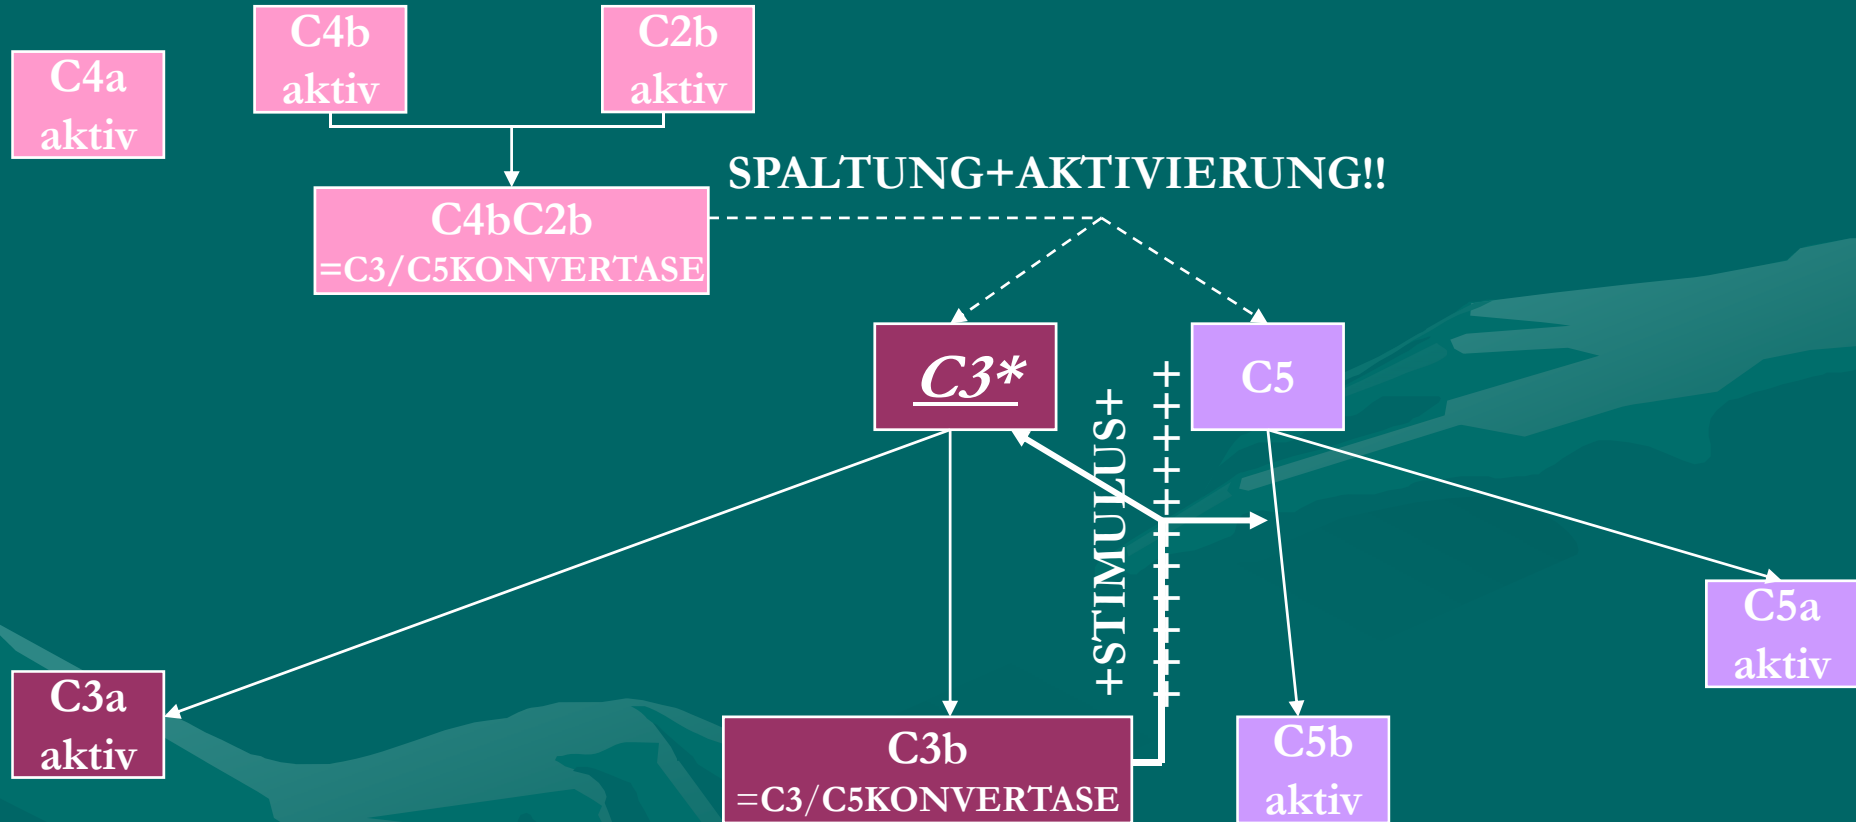 C4b
aktiv
C2b
aktiv
C4a
aktiv
SPALTUNG+AKTIVIERUNG!!
C4bC2b
=C3/C5KONVERTASE
C3*
C5
+STIMULUS+
+++++++++++
C5a
aktiv
C3a
aktiv
C3b
=C3/C5KONVERTASE
C5b
aktiv